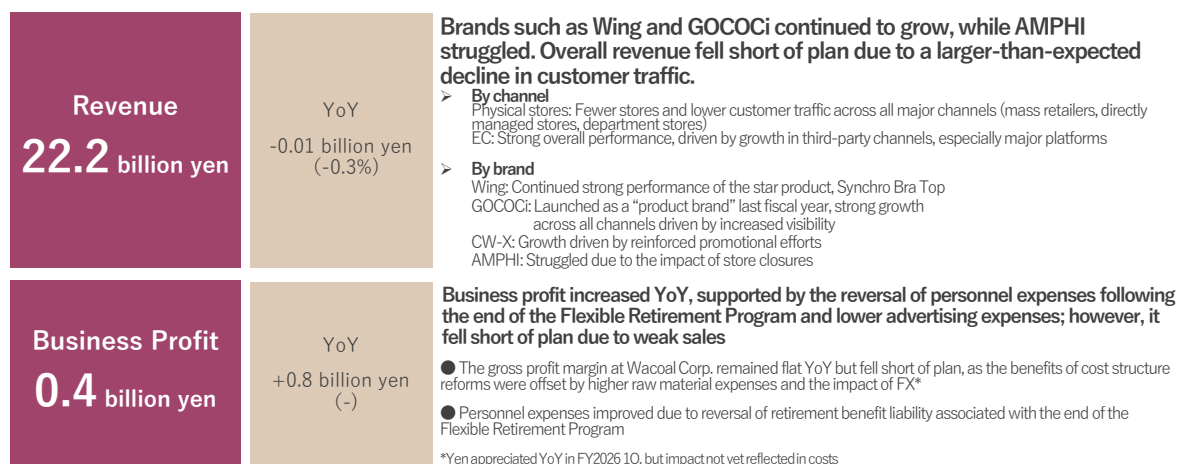 Revenue
22.2 billion yen
YoY
-0.01 billion yen
(-0.3%)
Brands such as Wing and GOCOCi continued to grow, while AMPHI
struggled. Overall revenue fell short of plan due to a larger-than-expected
decline in customer traffic.
➢ By channel
Physical stores: Fewer stores and lower customer traffic across all major channels (mass retailers, directly
managed stores, department stores)
EC: Strong overall performance, driven by growth in third-party channels, especially major platforms
➢ By brand
Wing: Continued strong performance of the star product, Synchro Bra Top
GOCOCi: Launched as a “product brand” last fiscal year, strong growth
across all channels driven by increased visibility
CW-X: Growth driven by reinforced promotional efforts
AMPHI: Struggled due to the impact of store closures
Business Profit
0.4 billion yen
YoY
+0.8 billion yen
(-)
Business profit increased YoY, supported by the reversal of personnel expenses following
the end of the Flexible Retirement Program and lower advertising expenses; however, it
fell short of plan due to weak sales
● The gross profit margin at Wacoal Corp. remained flat YoY but fell short of plan, as the benefits of cost structure
reforms were offset by higher raw material expenses and the impact of FX*
● Personnel expenses improved due to reversal of retirement benefit liability associated with the end of the
Flexible Retirement Program
*Yen appreciated YoY in FY2026 1Q, but impact not yet reflected in costs